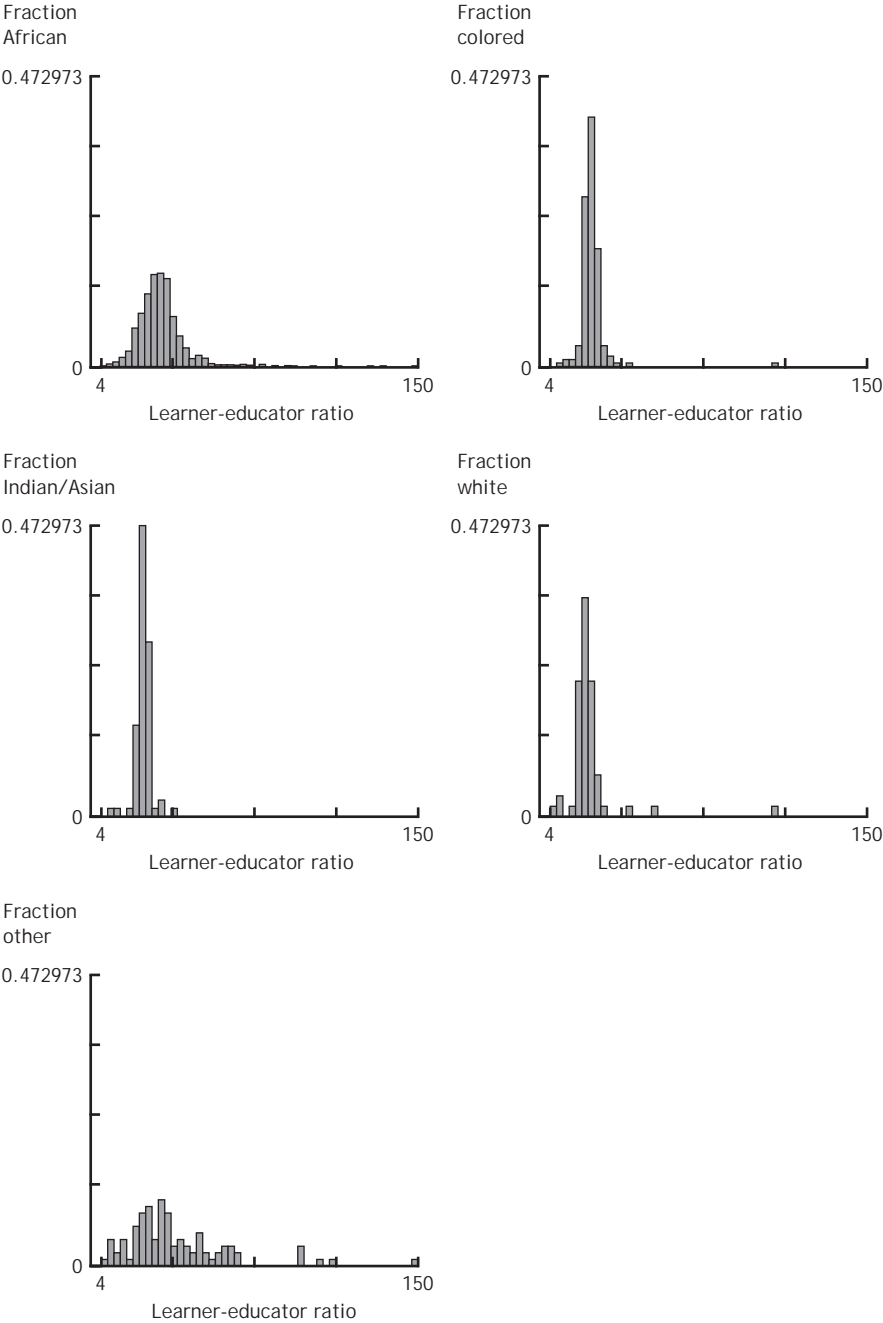 Fraction
African
0.472973
0
4
150
Learner-educator ratio
Fraction
colored
0.472973
0
4
150
Learner-educator ratio
Fraction
Indian/Asian
0.472973
0
4
150
Learner-educator ratio
Fraction
white
0.472973
0
4
150
Learner-educator ratio
Fraction
other
0.472973
0
4
150
Learner-educator ratio